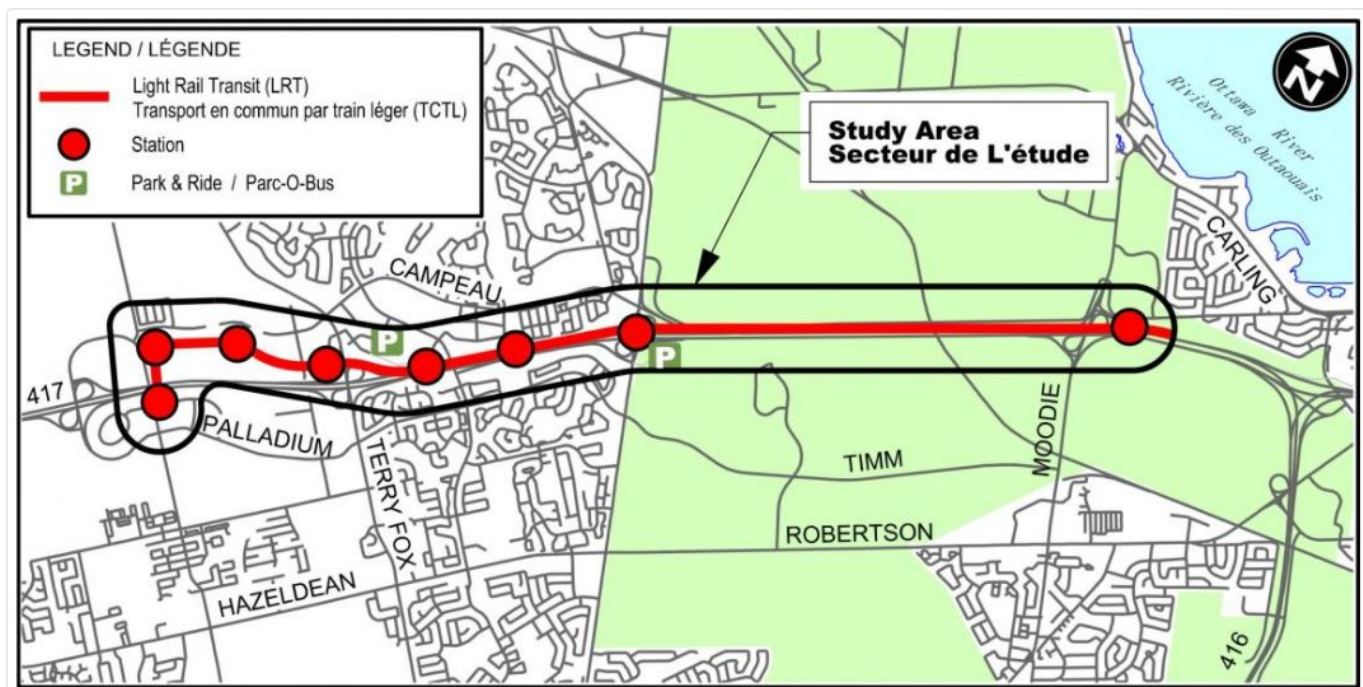 LEGEND / LÉGENDE
Light Rail Transit (LRT)
Transport en commun par train léger (TCTL)
Station
P Park & Ride / Parc-O-Bus
Study Area
Secteur de L'étude
N
Ottawa River
Rivière des Outaouais
CARLING
CAMPEAU
P
P
417
PALLADIUM
TERRY FOX
MOODIE
TIMM
ROBERTSON
HAZELDEAN
416